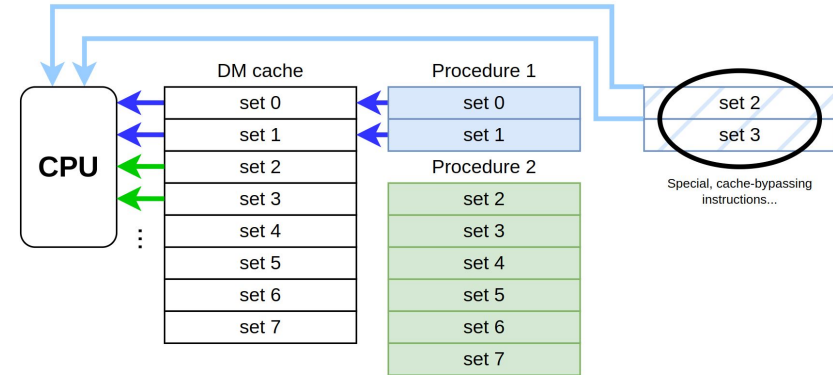 DM cache
Procedure 1
set 0
set 1
set 2
set 3
set 4
set 5
set 6
set 7
CPU
...
set 0
set 1
Procedure 2
set 2
set 3
set 4
set 5
set 6
set 7
set 2
set 3
Special, cache-bypassing
instructions...